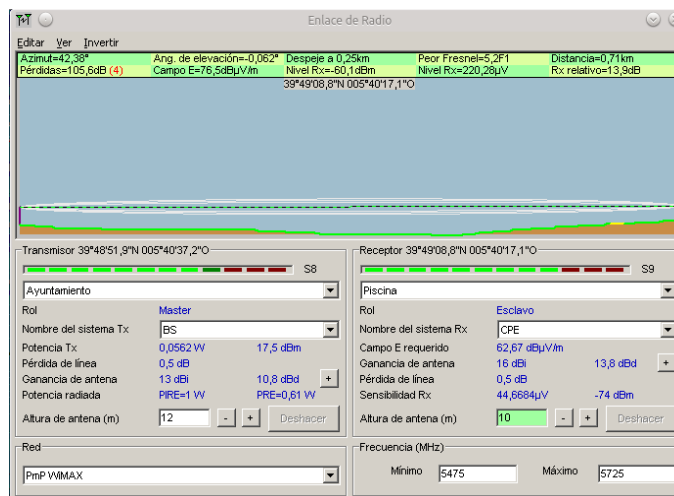 Enlace de Radio
Editar Ver Invertir
Azimut=42,38° Ang. de elevación=-0,062° Despeje a 0,25km Peor Fresnel=5,2F1 Distancia=0,71km
Pérdidas=105,6dB (4) Campo E=76,5dBµV/m Nivel Rx=-60,1dBm Nivel Rx=220,28µV Rx relativo=13,9dB
39°49'08,8"N 005°40'17,1"O
Transmisor 39°48'51,9"N 005°40'37,2"O
S8
Ayuntamiento
Rol Master
Nombre del sistema Tx BS
Potencia Tx 0,0562 W 17,5 dBm
Pérdida de línea 0,5 dB
Ganancia de antena 13 dBi 10,8 dBd +
Potencia radiada PIRE=1 W PRE=0,61 W
Altura de antena (m) 12 - + Deshacer
Receptor 39°49'08,8"N 005°40'17,1"O
S9
Piscina
Rol Esclavo
Nombre del sistema Rx CPE
Campo E requerido 62,67 dBµV/m
Ganancia de antena 16 dBi 13,8 dBd +
Pérdida de línea 0,5 dB
Sensibilidad Rx 44,6684µV -74 dBm
Altura de antena (m) 10 - + Deshacer
Red
PmP WiMAX
Frecuencia (MHz)
Mínimo 5475 Máximo 5725